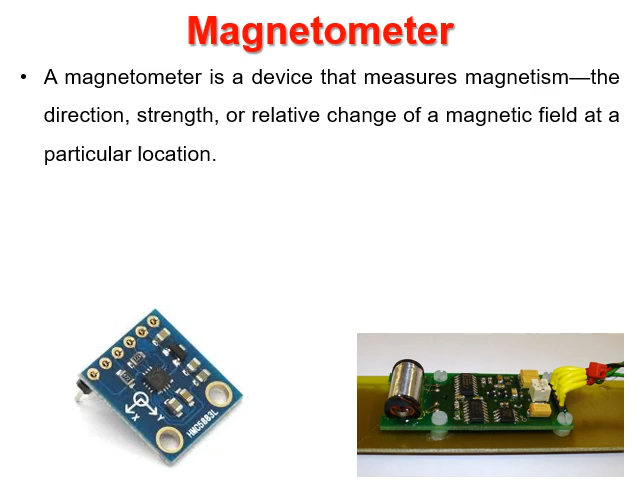 Magnetometer
• A magnetometer is a device that measures magnetism—the
direction, strength, or relative change of a magnetic field at a
particular location.
X
Y
HMC5883L